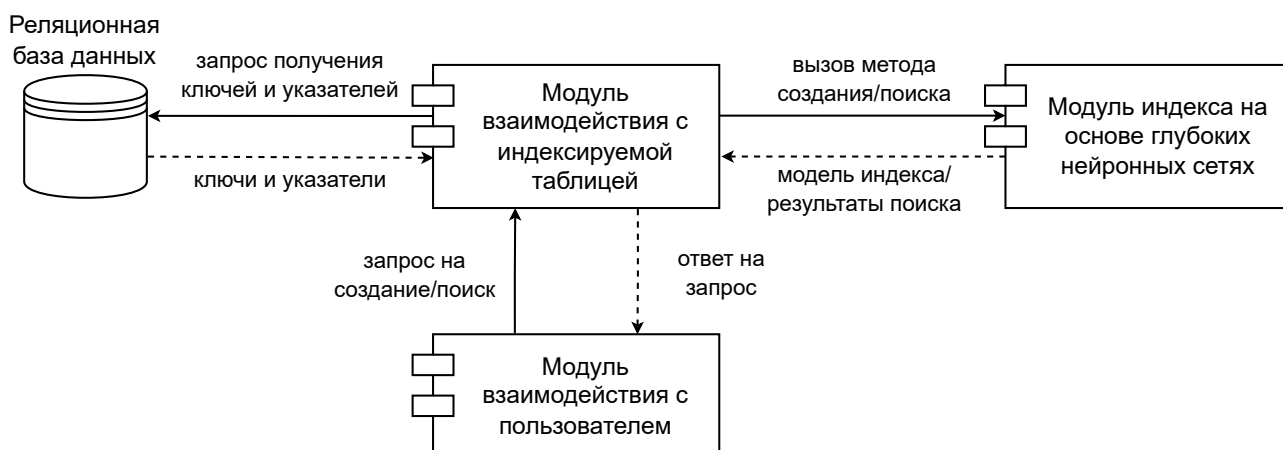 Реляционная
база данных
запрос получения
ключей и указателей
ключи и указатели
Модуль
взаимодействия с
индексируемой
таблицей
вызов метода
создания/поиска
модель индекса/
результаты поиска
Модуль индекса на
основе глубоких
нейронных сетях
запрос на
создание/поиск
ответ на
запрос
Модуль
взаимодействия с
пользователем